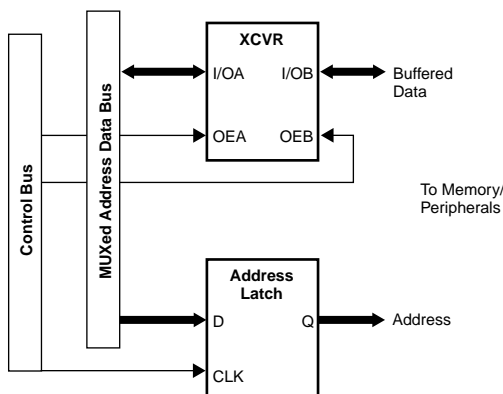 XCVR
I/OA
I/OB
Buffered
Data
OEA
OEB
Control Bus
MUXed Address Data Bus
To Memory/
Peripherals
Address
Latch
D
Q
Address
CLK